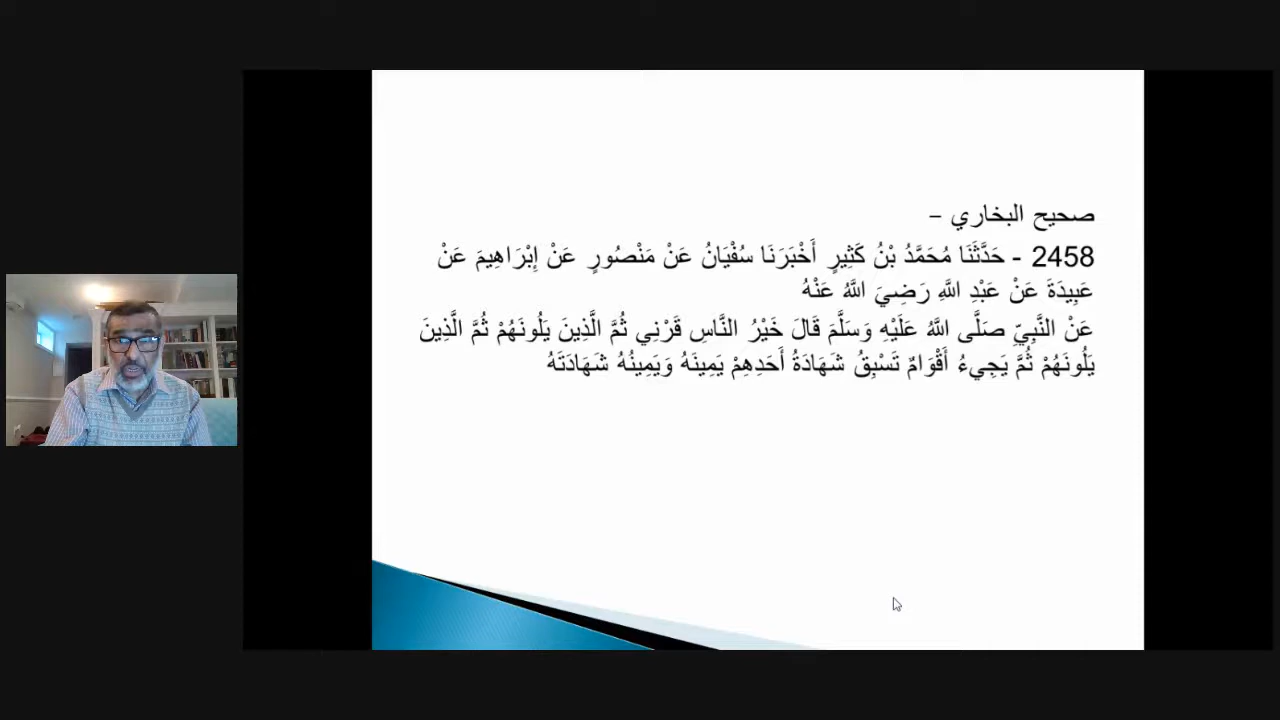 صحيح البخاري –
2458 - حَدَّثَنَا مُحَمَّدُ بْنُ كَثِيرٍ أَخْبَرَنَا سُفْيَانُ عَنْ مَنْصُورٍ عَنْ إِبْرَاهِيمَ عَنْ
عَبِيدَةَ عَنْ عَبْدِ اللَّهِ رَضِيَ اللَّهُ عَنْهُ
عَنْ النَّبِيِّ صَلَّى اللَّهُ عَلَيْهِ وَسَلَّمَ قَالَ خَيْرُ النَّاسِ قَرْنِي ثُمَّ الَّذِينَ يَلُونَهُمْ ثُمَّ الَّذِينَ
يَلُونَهُمْ ثُمَّ يَجِيءُ أَقْوَامٌ تَسْبِقُ شَهَادَةُ أَحَدِهِمْ يَمِينَهُ وَيَمِينُهُ شَهَادَتَهُ